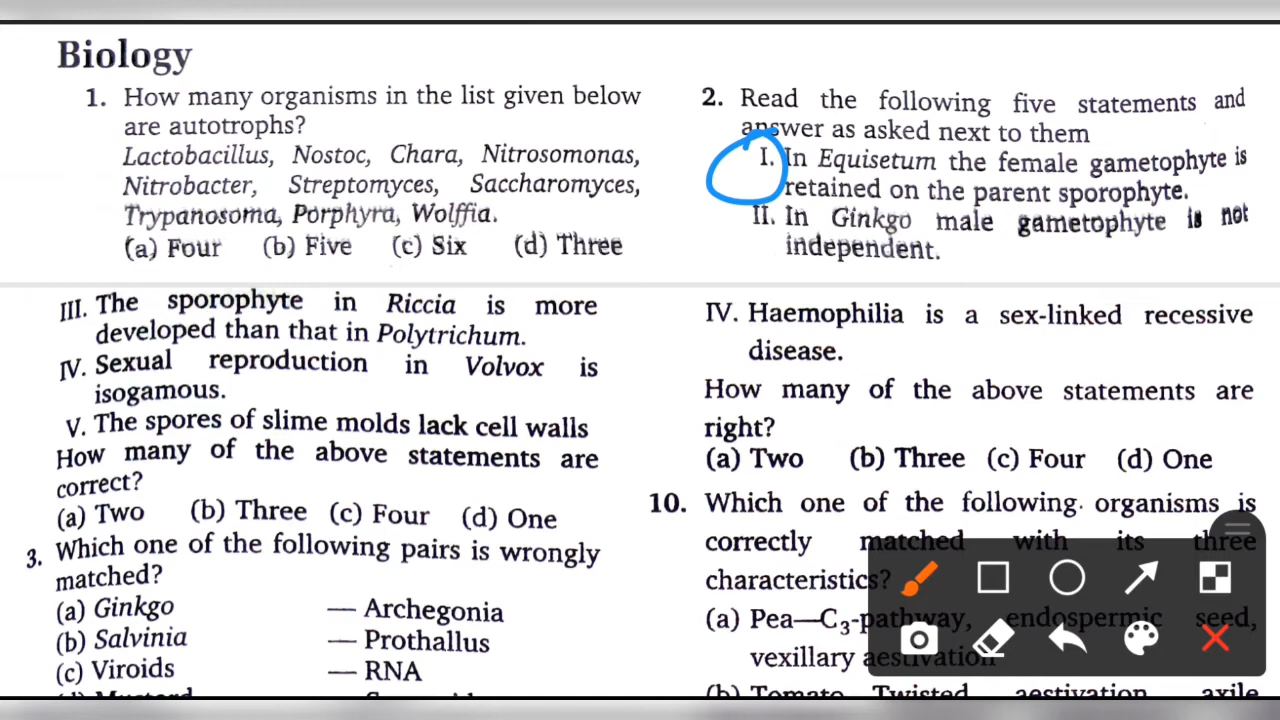 Biology
1. How many organisms in the list given below
are autotrophs?
Lactobacillus, Nostoc, Chara, Nitrosomonas,
Nitrobacter, Streptomyces, Saccharomyces,
Trypanosoma, Porphyra, Wolffia.
(a) Four (b) Five (c) Six (d) Three
2. Read the following five statements and
answer as asked next to them
I. In Equisetum the female gametophyte is
retained on the parent sporophyte.
II. In Ginkgo male gametophyte is not
independent.
III. The sporophyte in Riccia is more
developed than that in Polytrichum.
IV. Sexual reproduction in Volvox is
isogamous.
V. The spores of slime molds lack cell walls
How many of the above statements are
correct?
(a) Two (b) Three (c) Four (d) One
3. Which one of the following pairs is wrongly
matched?
(a) Ginkgo — Archegonia
(b) Salvinia — Prothallus
(c) Viroids — RNA
IV. Haemophilia is a sex-linked recessive
disease.
How many of the above statements are
right?
(a) Two (b) Three (c) Four (d) One
10. Which one of the following organisms is
correctly matched with its three
characteristics?
(a) Pea—C3-pathway, endospermic seed,
vexillary aestivation
(b) Tomato Twisted aestivation axile